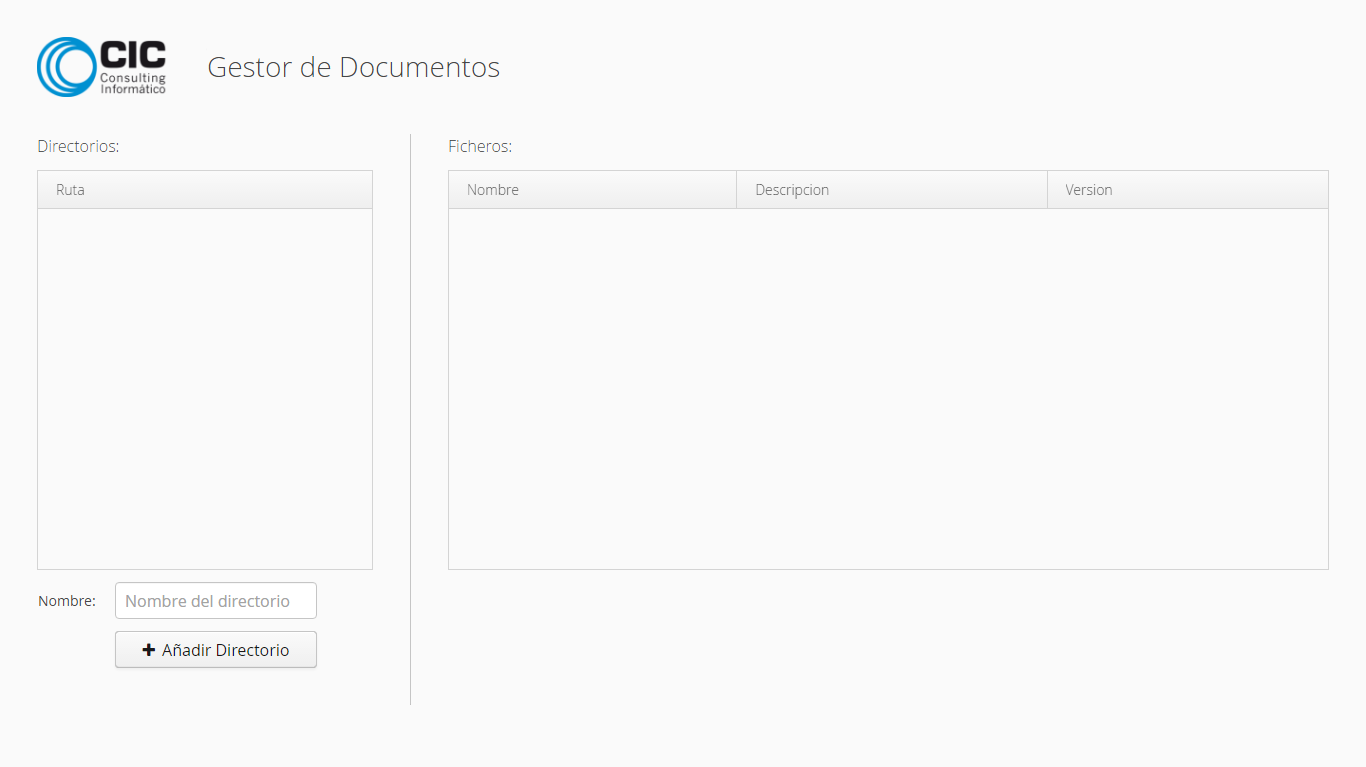 CIC
Consulting
Informático
Gestor de Documentos
Directorios:
Ruta
Nombre:
Nombre del directorio
Añadir Directorio
Ficheros:
Nombre Descripcion Version